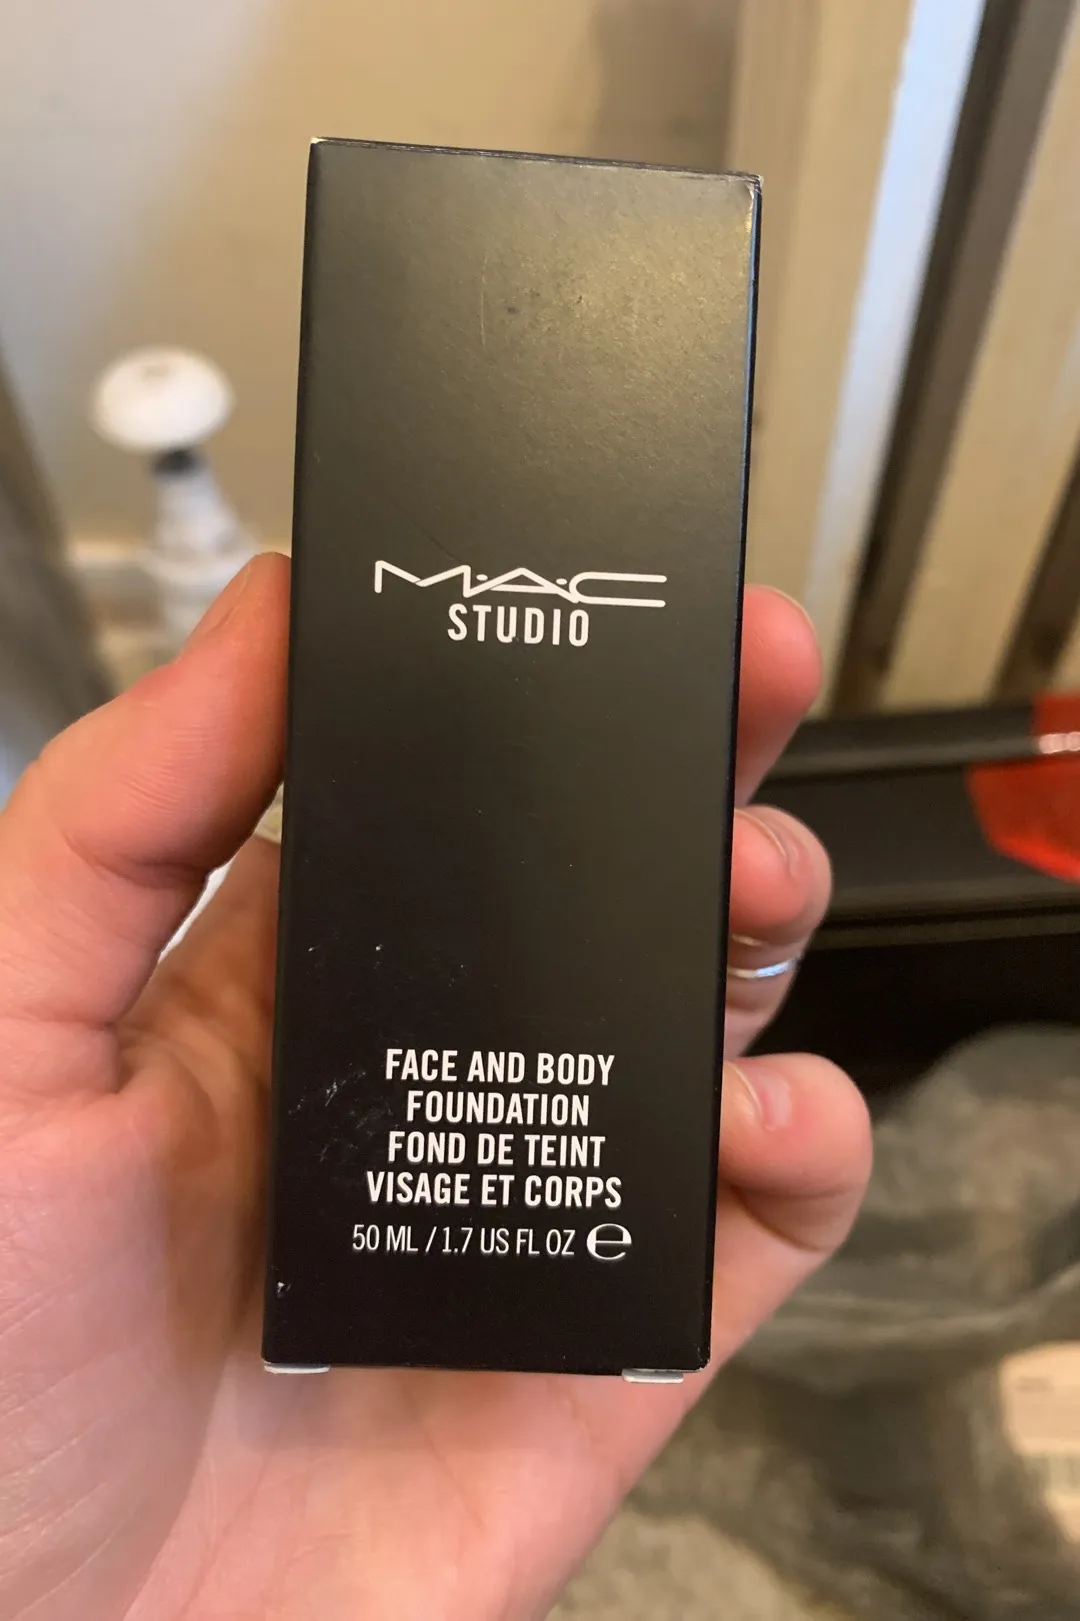 M·A·C
STUDIO
FACE AND BODY
FOUNDATION
FOND DE TEINT
VISAGE ET CORPS
50 ML / 1.7 US FL OZ ℮